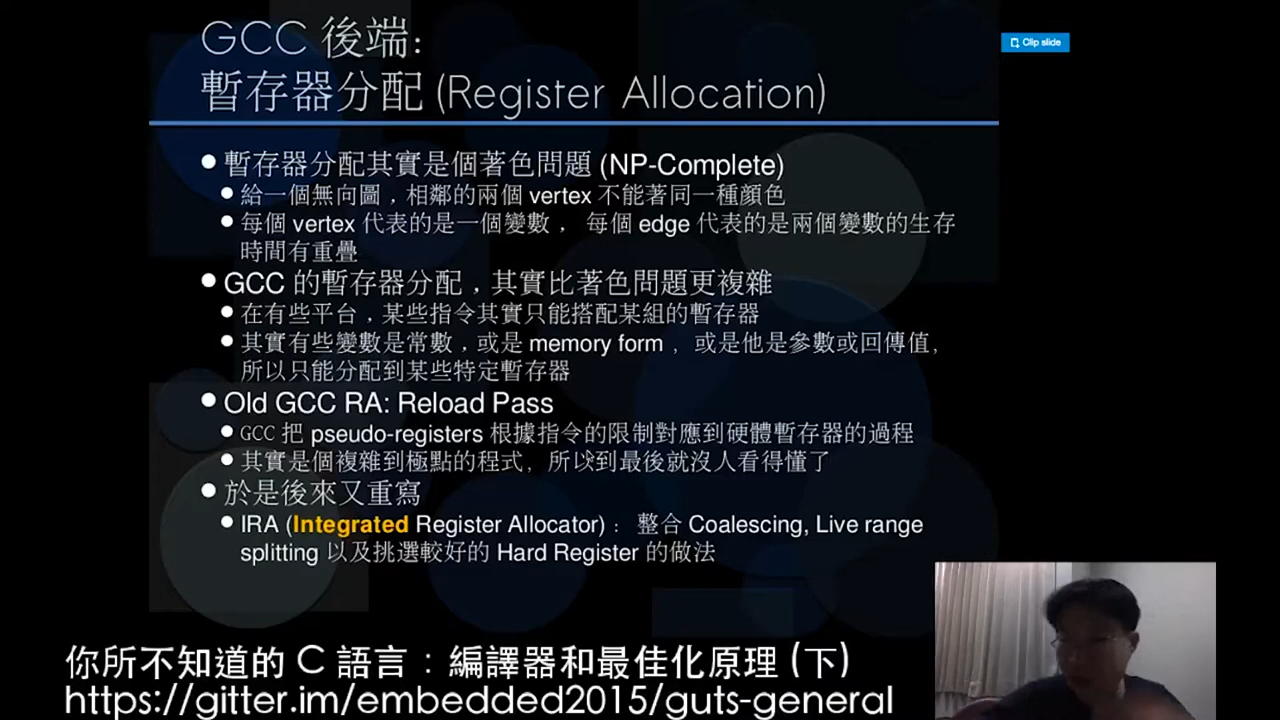 GCC 後端:
暫存器分配 (Register Allocation)
Clip slide
暫存器分配其實是個著色問題 (NP-Complete)
給一個無向圖，相鄰的兩個 vertex 不能著同一種顏色
每個 vertex 代表的是一個變數， 每個 edge 代表的是兩個變數的生存
時間有重疊
GCC 的暫存器分配，其實比著色問題更複雜
在有些平台，某些指令其實只能搭配某組的暫存器
其實有些變數是常數，或是 memory form， 或是他是參數或回傳值,
所以只能分配到某些特定暫存器
Old GCC RA: Reload Pass
GCC 把 pseudo-registers 根據指令的限制對應到硬體暫存器的過程
其實是個複雜到極點的程式，所以到最後就沒人看得懂了
於是後來又重寫
IRA (Integrated Register Allocator)： 整合 Coalescing, Live range
splitting 以及挑選較好的 Hard Register 的做法
你所不知道的 C 語言：編譯器和最佳化原理 (下)
https://gitter.im/embedded2015/guts-general